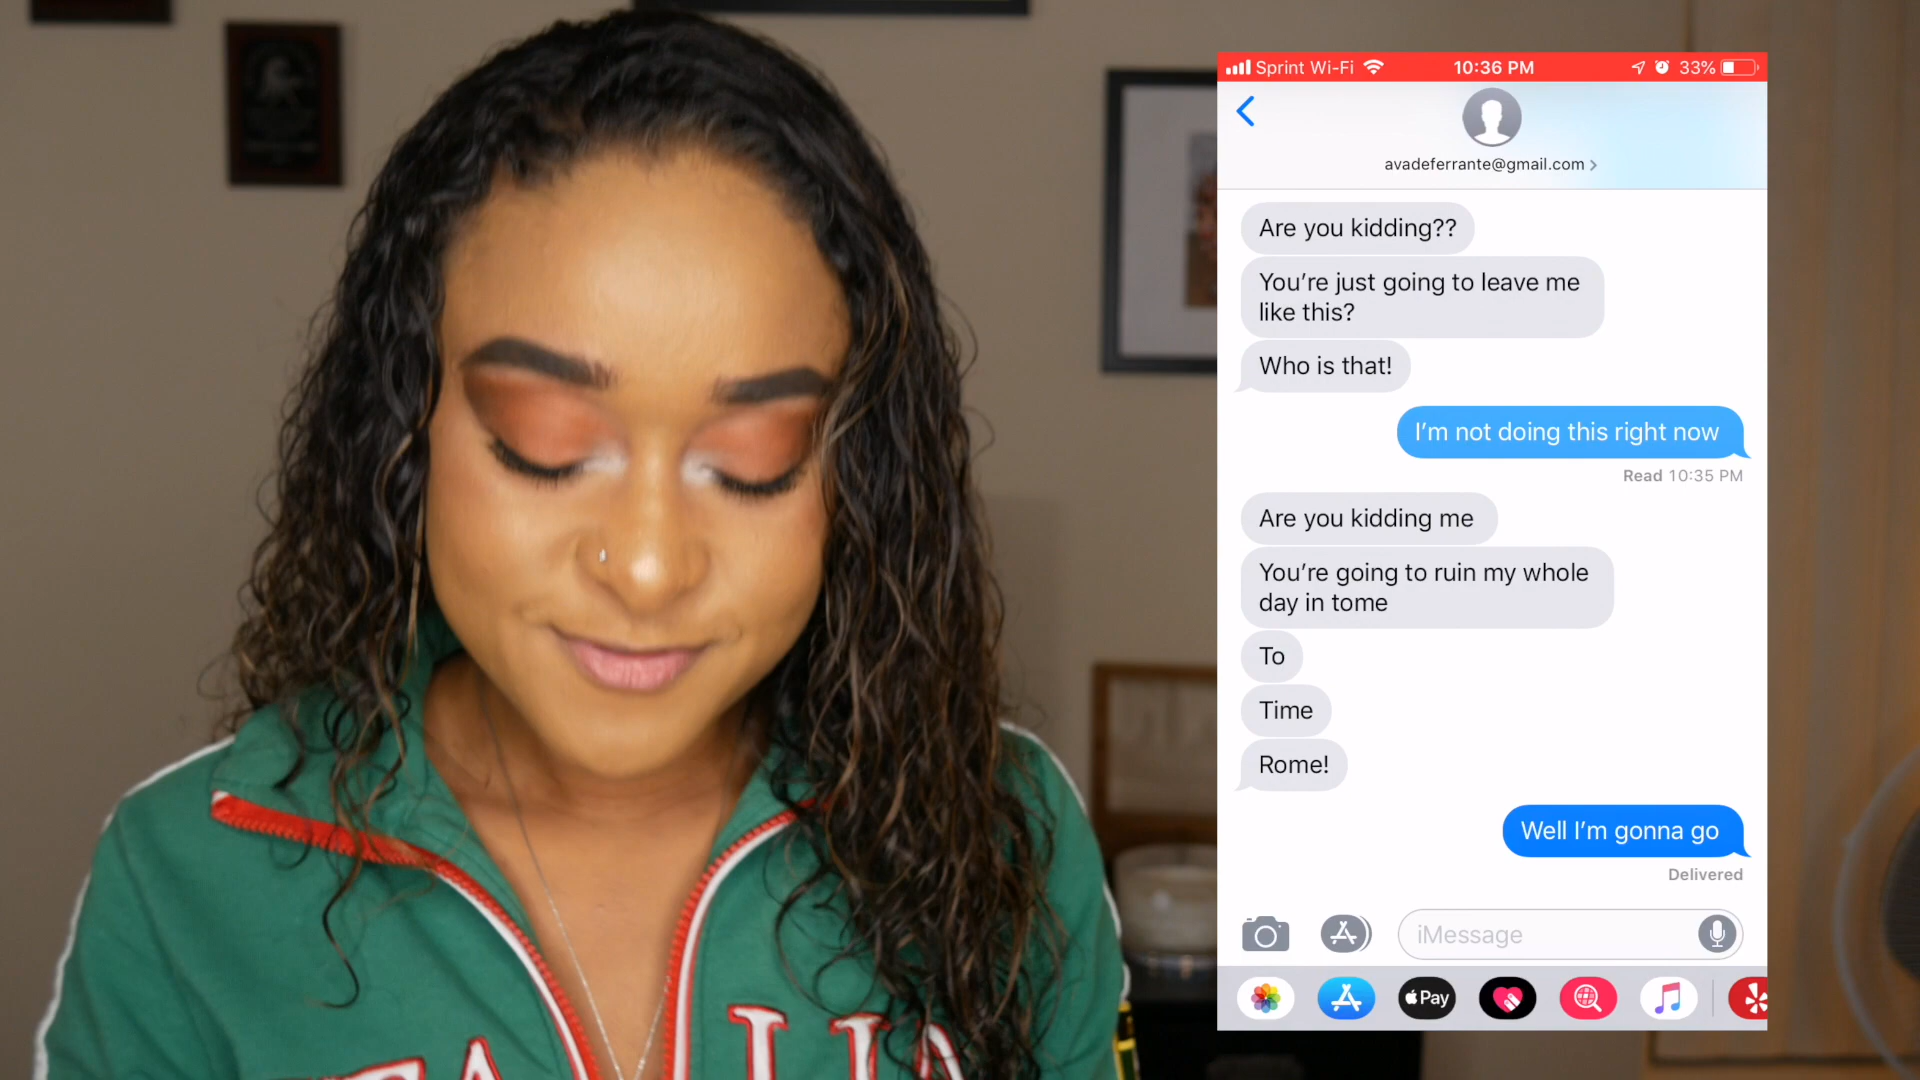 Sprint Wi-Fi 10:36 PM 33%
avadeferrante@gmail.com
Are you kidding??
You’re just going to leave me
like this?
Who is that!
I’m not doing this right now
Read 10:35 PM
Are you kidding me
You’re going to ruin my whole
day in tome
To
Time
Rome!
Well I’m gonna go
Delivered
iMessage
Pay